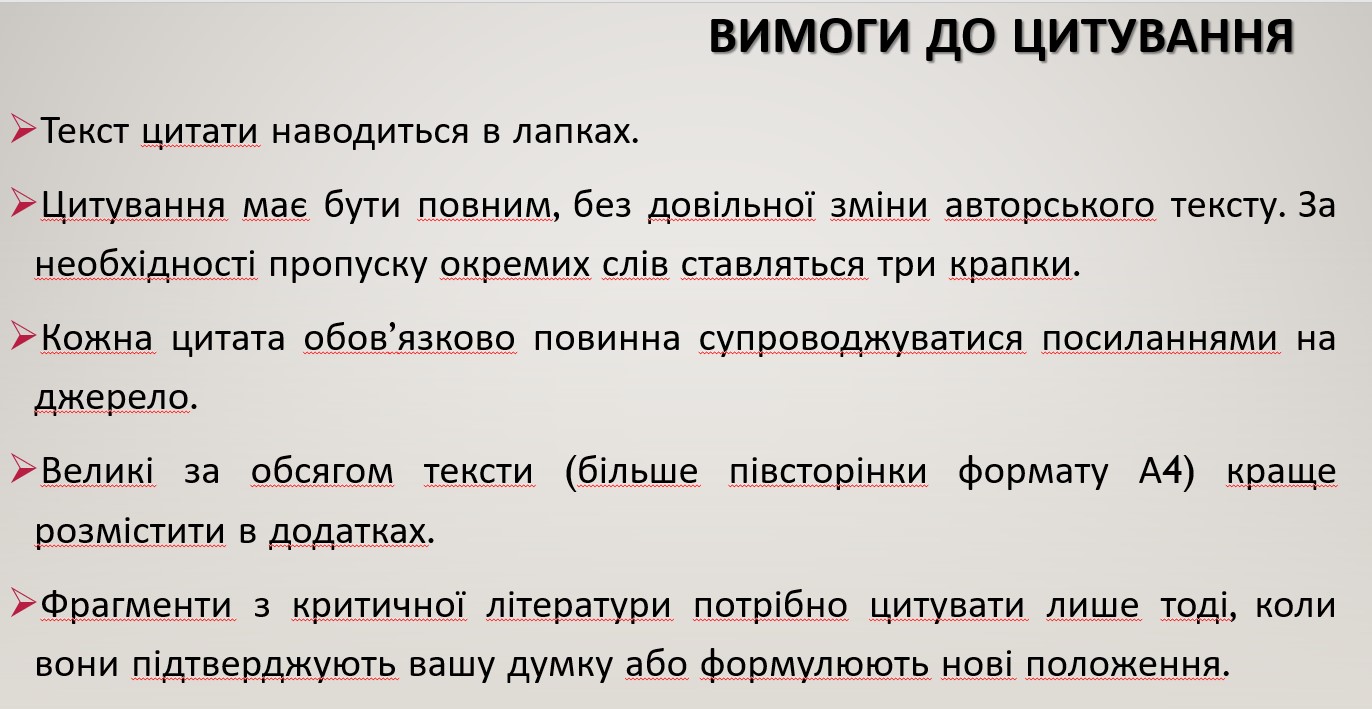 ВИМОГИ ДО ЦИТУВАННЯ
Текст цитати наводиться в лапках.
Цитування має бути повним, без довільної зміни авторського тексту. За
необхідності пропуску окремих слів ставляться три крапки.
Кожна цитата обов’язково повинна супроводжуватися посиланнями на
джерело.
Великі за обсягом тексти (більше півсторінки формату А4) краще
розмістити в додатках.
Фрагменти з критичної літератури потрібно цитувати лише тоді, коли
вони підтверджують вашу думку або формулюють нові положення.